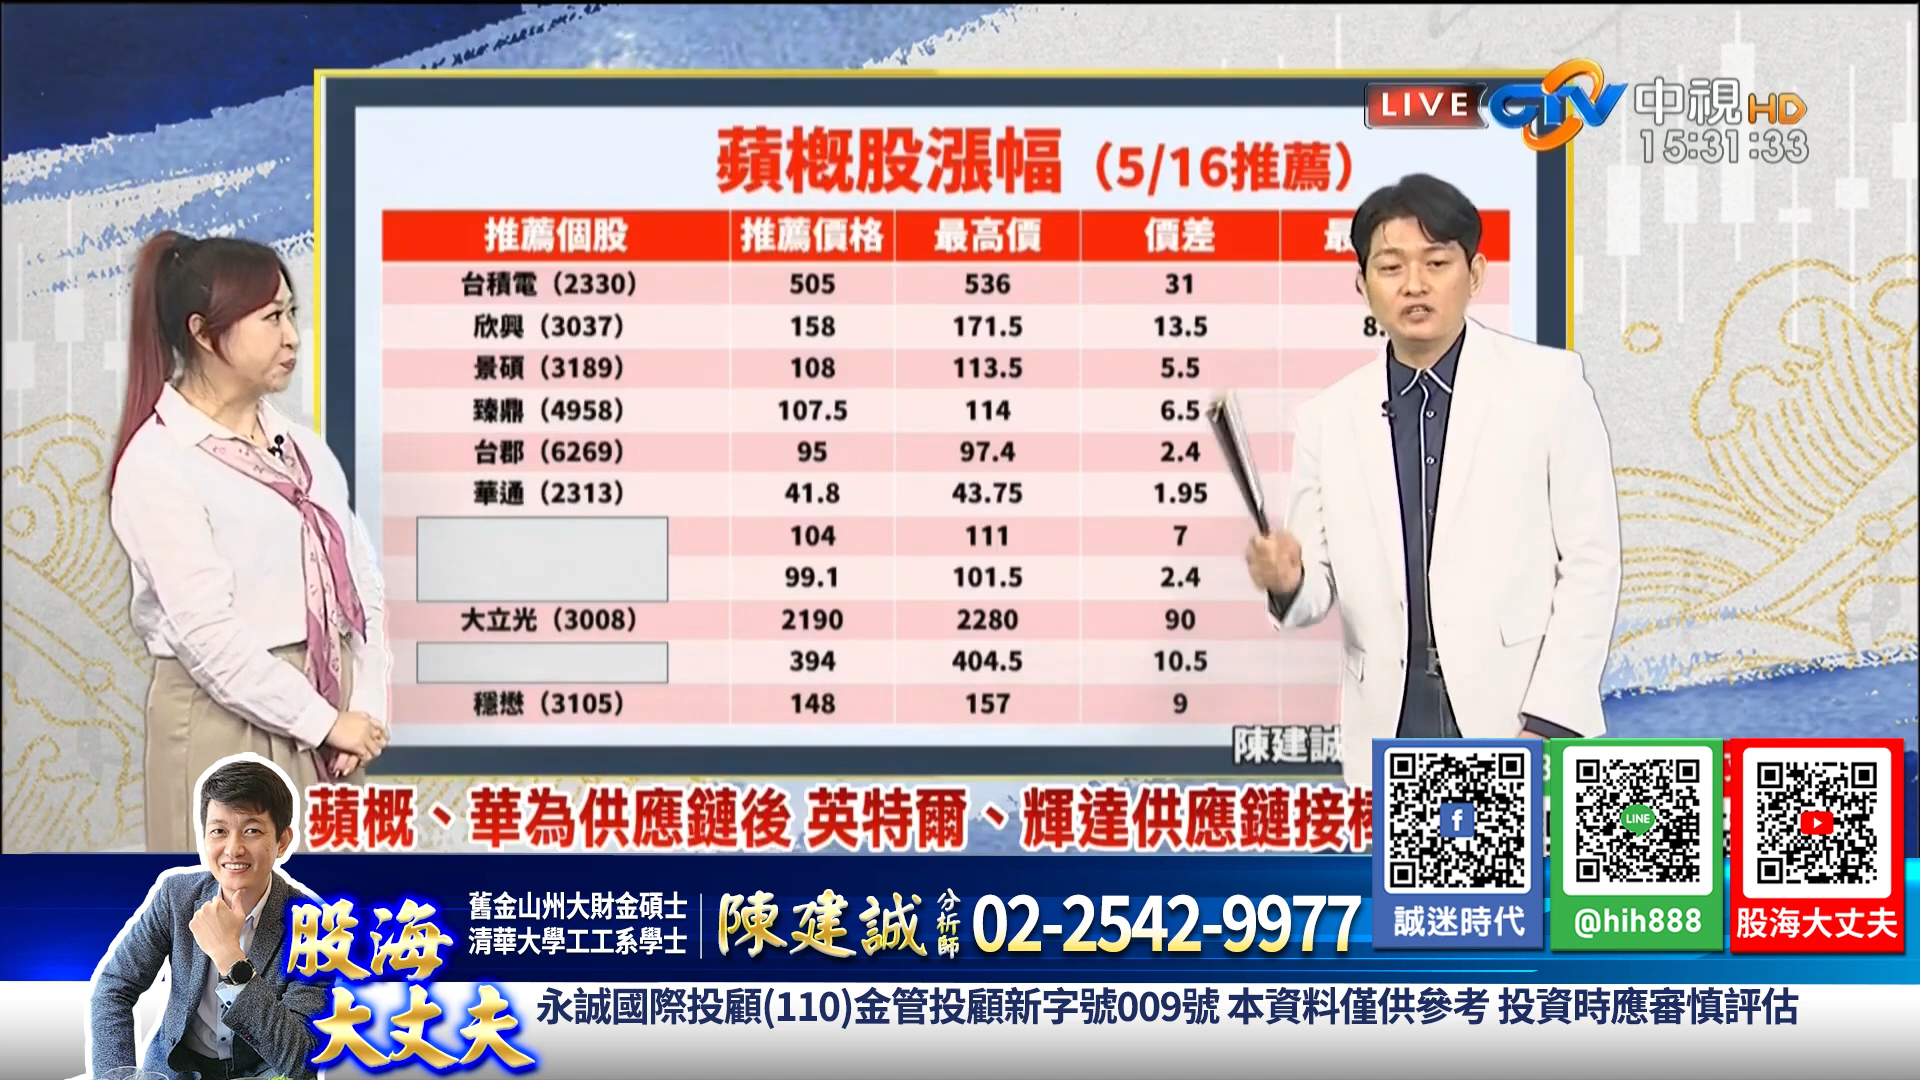 LIVE CTV 中視HD
15:31:33
蘋概股漲幅（5/16推薦）
推薦個股 推薦價格 最高價 價差 最
台積電（2330） 505 536 31
欣興（3037） 158 171.5 13.5 8.
景碩（3189） 108 113.5 5.5
臻鼎（4958） 107.5 114 6.5
台郡（6269） 95 97.4 2.4
華通（2313） 41.8 43.75 1.95
104 111 7
99.1 101.5 2.4
大立光（3008） 2190 2280 90
394 404.5 10.5
穩懋（3105） 148 157 9
陳建誠
蘋概、華為供應鏈後 英特爾、輝達供應鏈接棒
股海
大丈夫
舊金山州大財金碩士
清華大學工工系學士
陳建誠 分析師 02-2542-9977
LINE
誠迷時代 @hih888 股海大丈夫
永誠國際投顧(110)金管投顧新字號009號 本資料僅供參考 投資時應審慎評估